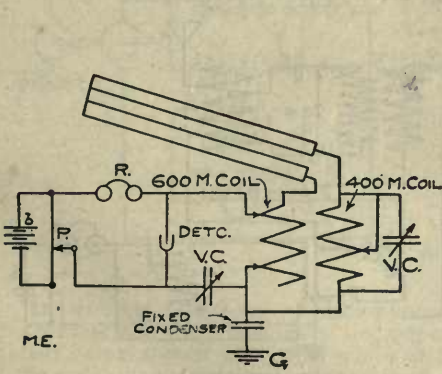 R.
600 M. COIL
400 M. COIL
P.
DETC.
V.C.
V.C.
FIXED
CONDENSER
M.E.
G